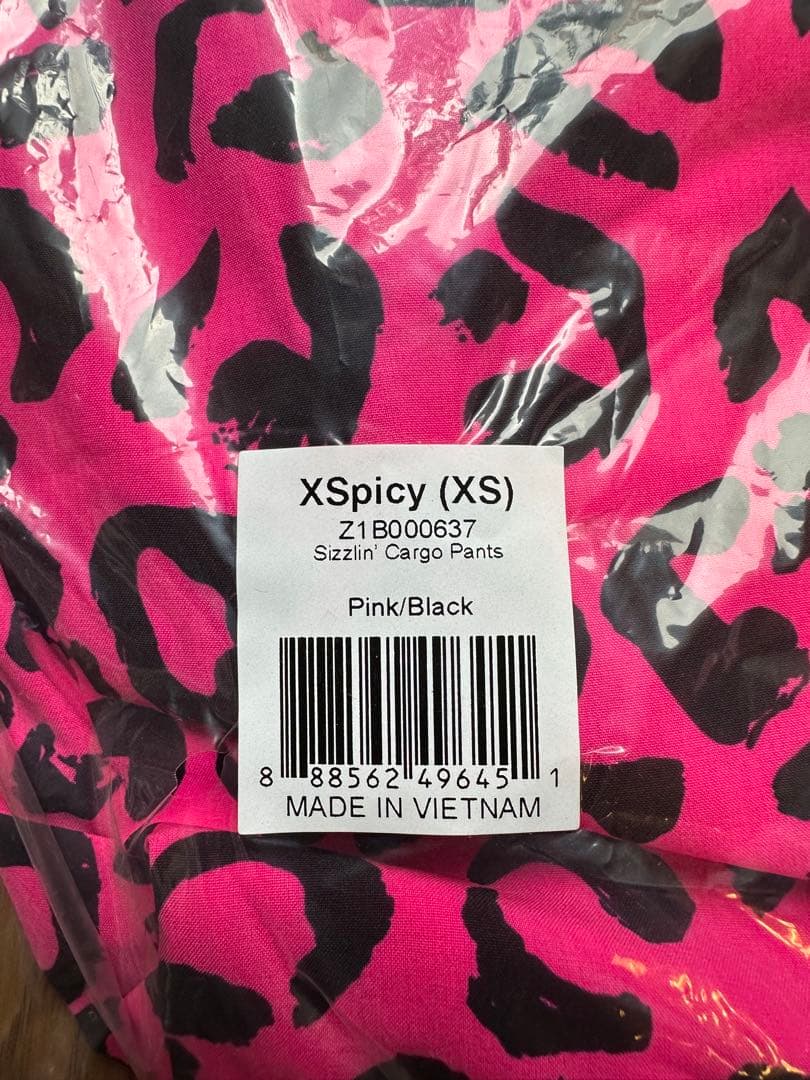 XSpicy (XS)
Z1B000637
Sizzlin' Cargo Pants
Pink/Black
8 88562 49645 1
MADE IN VIETNAM